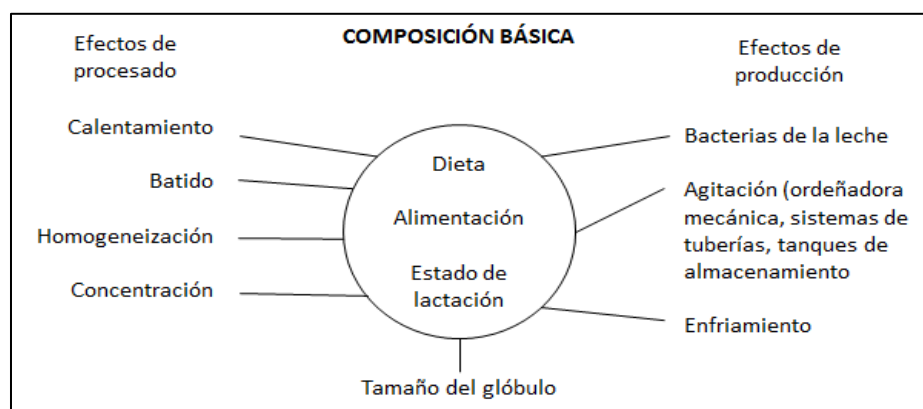 COMPOSICIÓN BÁSICA
Efectos de
procesado
Calentamiento
Batido
Homogeneización
Concentración
Dieta
Alimentación
Estado de
lactación
Tamaño del glóbulo
Efectos de
producción
Bacterias de la leche
Agitación (ordeñadora
mecánica, sistemas de
tuberías, tanques de
almacenamiento
Enfriamiento